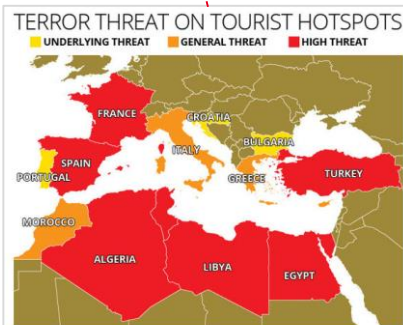 TERROR THREAT ON TOURIST HOTSPOTS
UNDERLYING THREAT GENERAL THREAT HIGH THREAT
FRANCE
CROATIA
ITALY
BULGARIA
SPAIN
PORTUGAL
GREECE
TURKEY
MOROCCO
ALGERIA
LIBYA
EGYPT